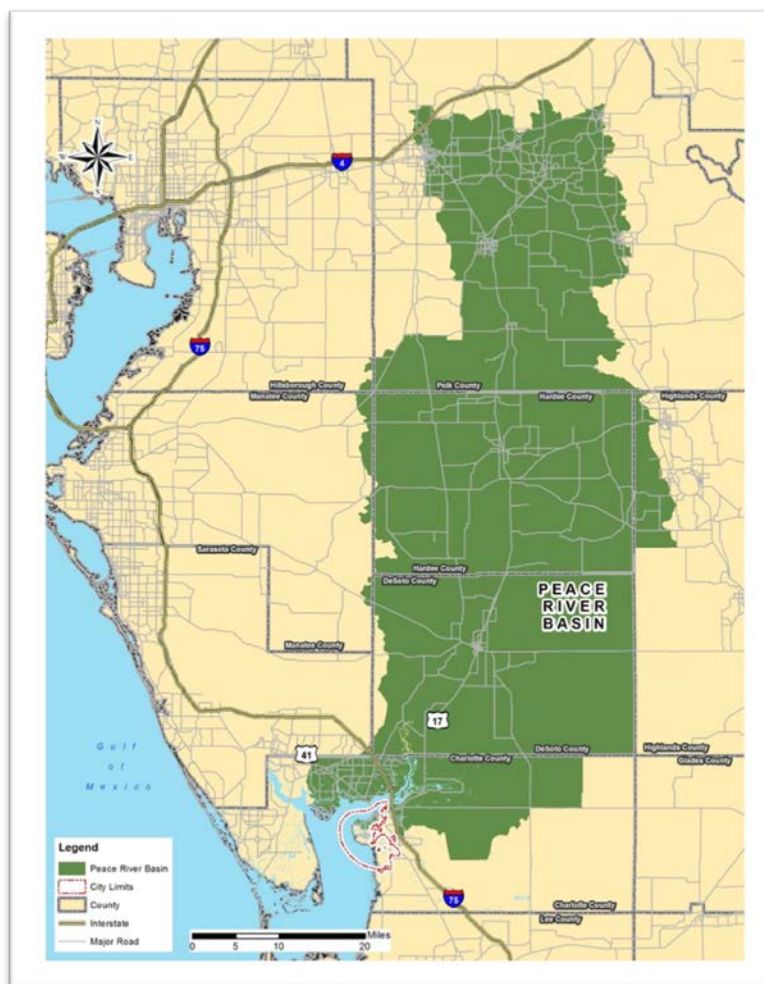 N
W
E
S
4
75
Hillsborough County
Manatee County
Polk County
Hardee County
Highlands County
Sarasota County
Hardee County
DeSoto County
PEACE
RIVER
BASIN
Manatee County
17
41
Charlotte County
DeSoto County
Highlands County
Glades County
Gulf
of
Mexico
Legend
Peace River Basin
City Limits
County
Interstate
Major Road
75
Charlotte County
Lee County
Miles
0 5 10 20